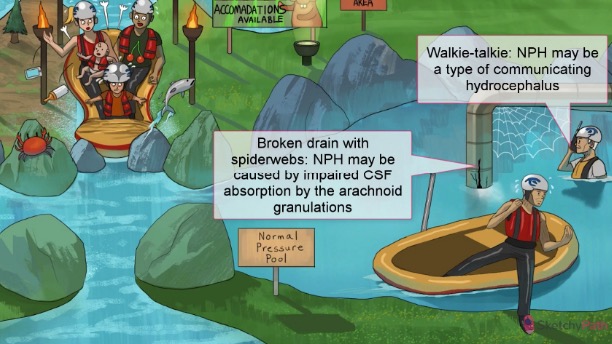 ACCOMADATIONS
AVAILABLE
AREA
Walkie-talkie: NPH may be
a type of communicating
hydrocephalus
Broken drain with
spiderwebs: NPH may be
caused by impaired CSF
absorption by the arachnoid
granulations
Normal
Pressure
Pool